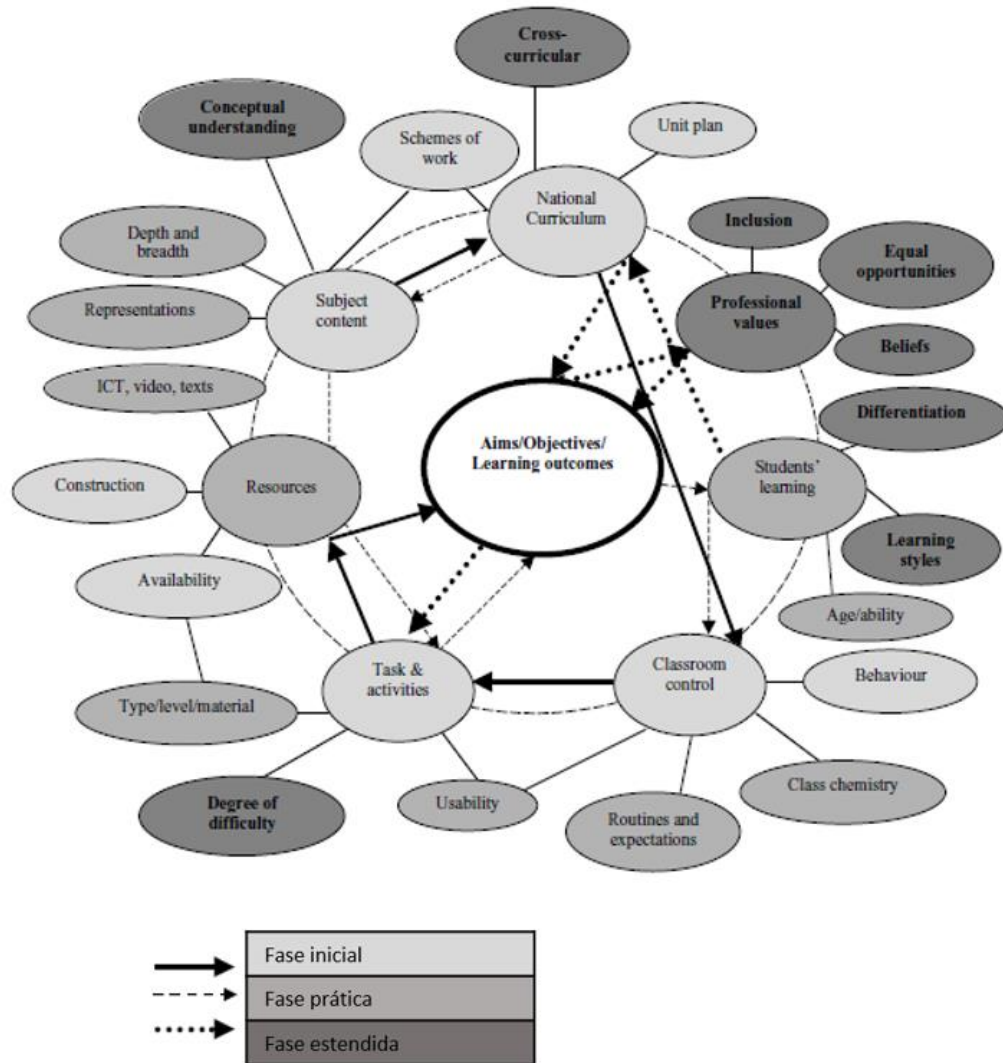 Cross-
curricular
Conceptual
understanding
Schemes of
work
Unit plan
National
Curriculum
Inclusion
Depth and
breadth
Equal
opportunities
Representations
Subject
content
Professional
values
Beliefs
ICT, video, texts
Differentiation
Aims/Objectives/
Learning outcomes
Construction
Resources
Students'
learning
Learning
styles
Availability
Age/ability
Task &
activities
Classroom
control
Behaviour
Type/level/material
Class chemistry
Degree of
difficulty
Usability
Routines and
expectations
Fase inicial
Fase prática
Fase estendida